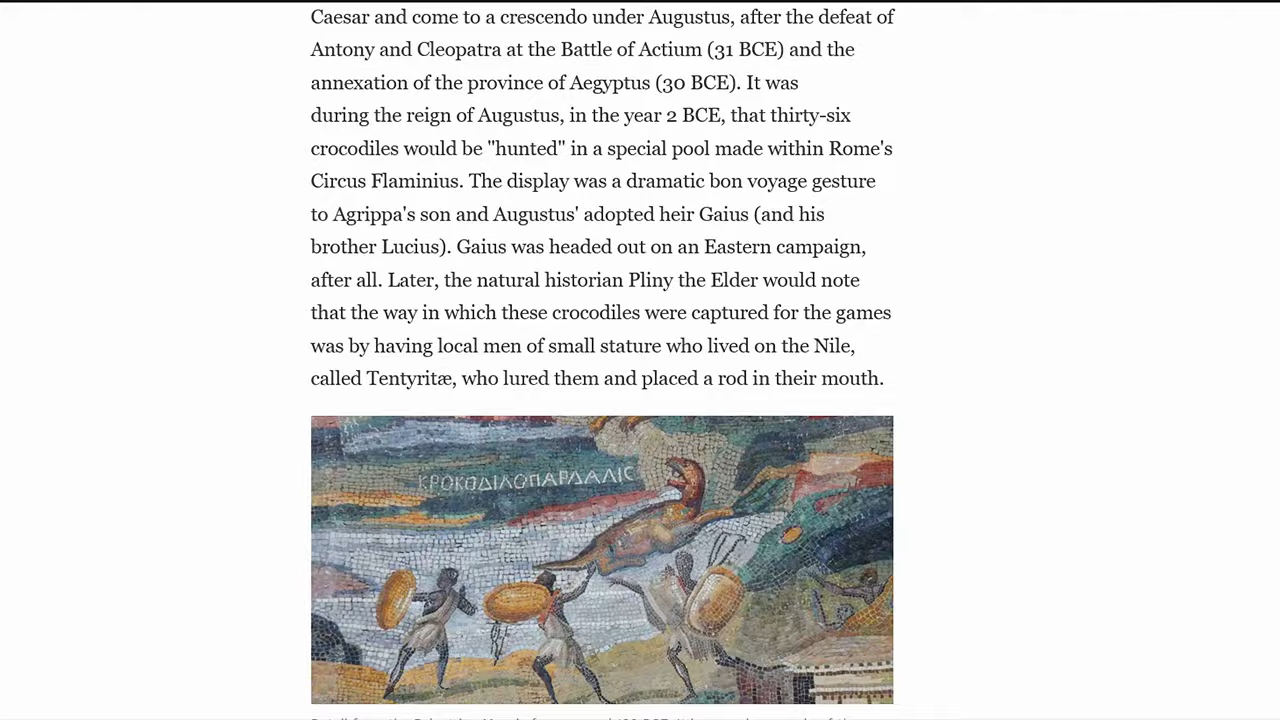 Caesar and come to a crescendo under Augustus, after the defeat of
Antony and Cleopatra at the Battle of Actium (31 BCE) and the
annexation of the province of Aegyptus (30 BCE). It was
during the reign of Augustus, in the year 2 BCE, that thirty-six
crocodiles would be "hunted" in a special pool made within Rome's
Circus Flaminius. The display was a dramatic bon voyage gesture
to Agrippa's son and Augustus' adopted heir Gaius (and his
brother Lucius). Gaius was headed out on an Eastern campaign,
after all. Later, the natural historian Pliny the Elder would note
that the way in which these crocodiles were captured for the games
was by having local men of small stature who lived on the Nile,
called Tentyritæ, who lured them and placed a rod in their mouth.
ΚΡΟΚΟΔΙΛΟΠΑΡΔΑΛΙC